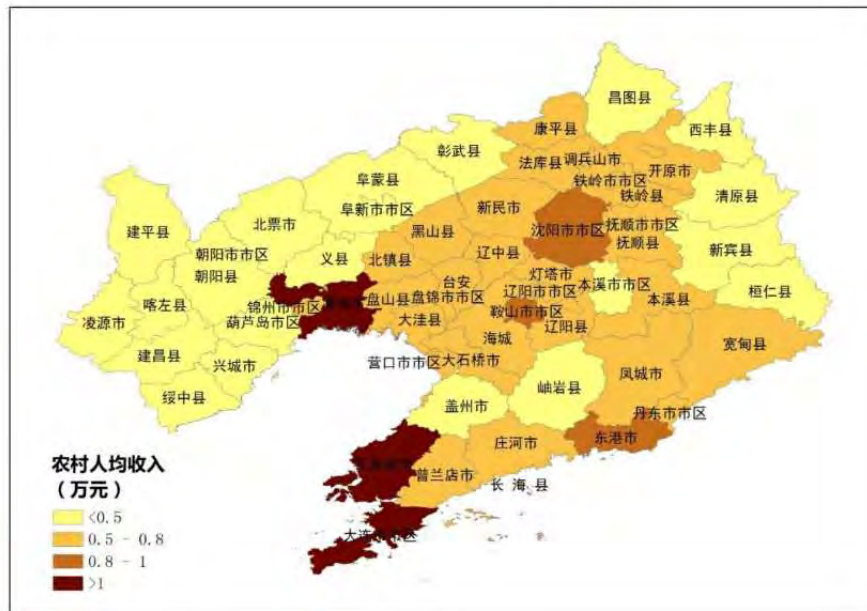 昌图县
西丰县
康平县
彰武县
法库县
调兵山市
开原市
阜蒙县
铁岭市市区
清原县
阜新市市区
新民市
铁岭县
建平县
北票市
黑山县
沈阳市市区
抚顺市市区
朝阳市市区
义县
北镇县
辽中县
抚顺县
新宾县
朝阳县
灯塔市
本溪市市区
桓仁县
台安
喀左县
锦州市市区
盘山县
盘锦市市区
辽阳市市区
本溪县
凌源市
葫芦岛市区
大洼县
鞍山市市区
辽阳县
建昌县
兴城市
海城
宽甸县
营口市市区
大石桥市
岫岩县
凤城市
绥中县
盖州市
丹东市市区
庄河市
东港市
农村人均收入
（万元）
普兰店市
长海县
<0.5
0.5 - 0.8
大连市市区
0.8 - 1
>1